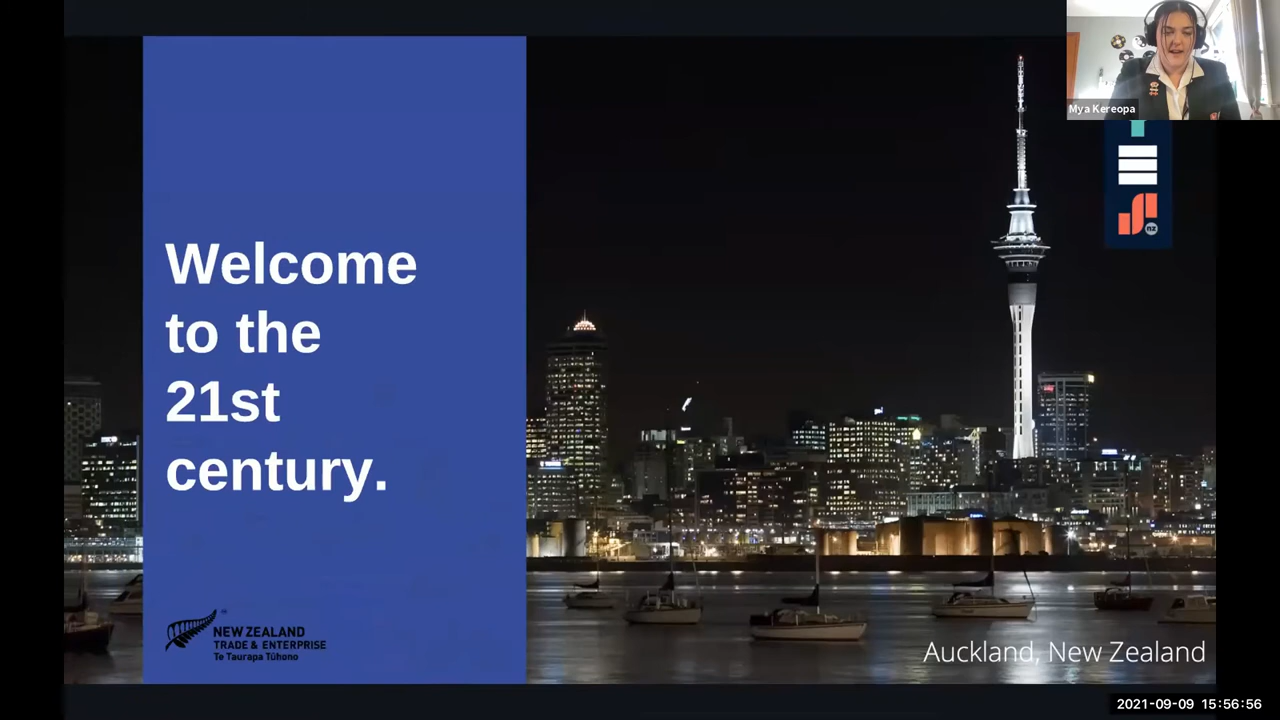 Mya Kereopa
Welcome
to the
21st
century.
nz
NEW ZEALAND
TRADE & ENTERPRISE
Te Taurapa Tūhono
Auckland, New Zealand
2021-09-09 15:56:56